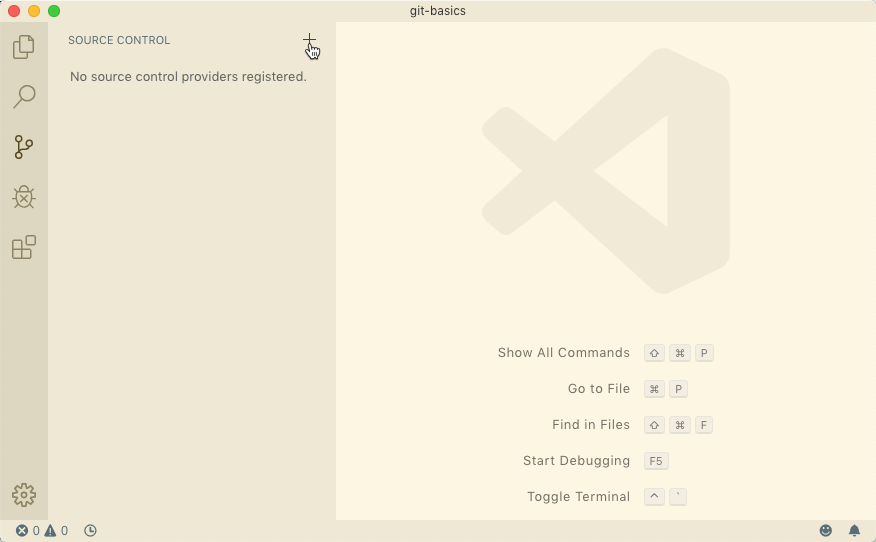 git-basics
SOURCE CONTROL
No source control providers registered.
Show All Commands ⇧ ⌘ P
Go to File ⌘ P
Find in Files ⇧ ⌘ F
Start Debugging F5
Toggle Terminal ^ `
0 0